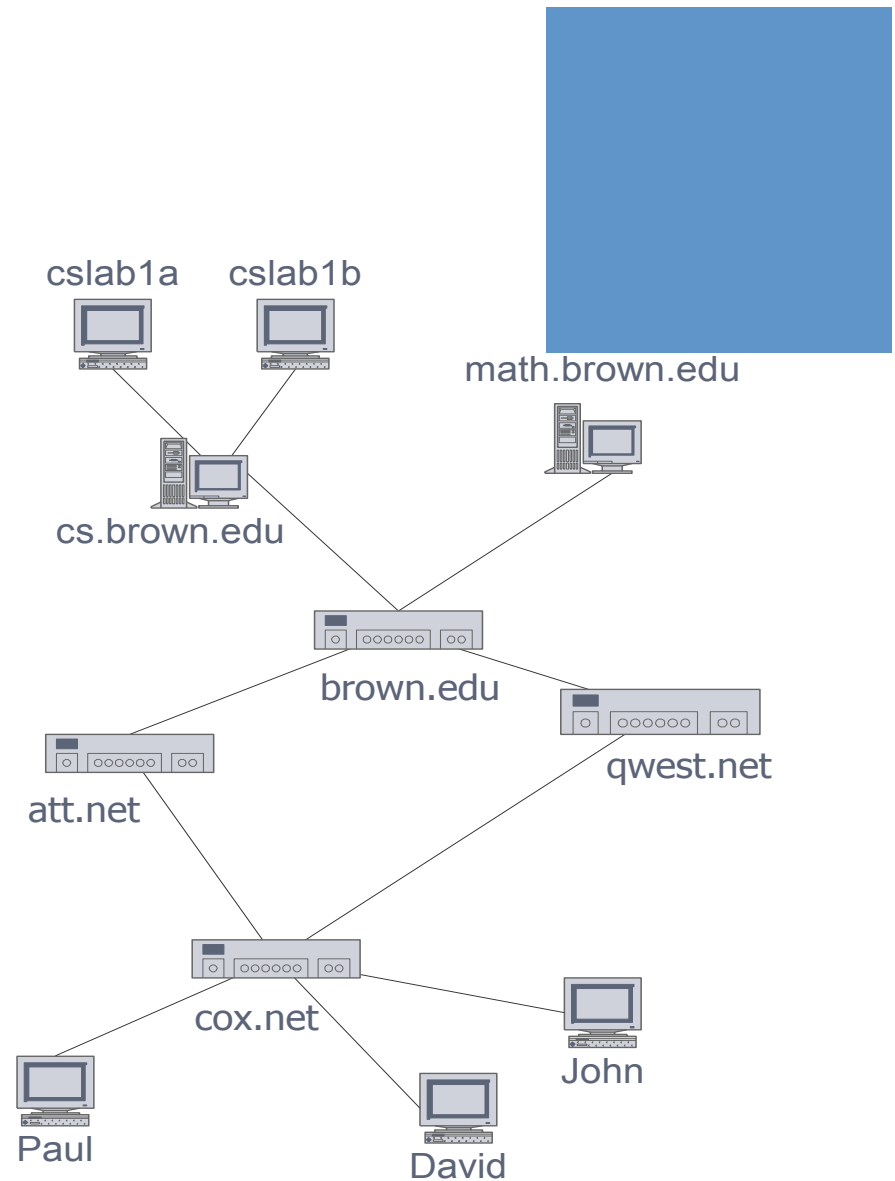 cslab1a
cslab1b
math.brown.edu
cs.brown.edu
brown.edu
qwest.net
att.net
cox.net
John
Paul
David